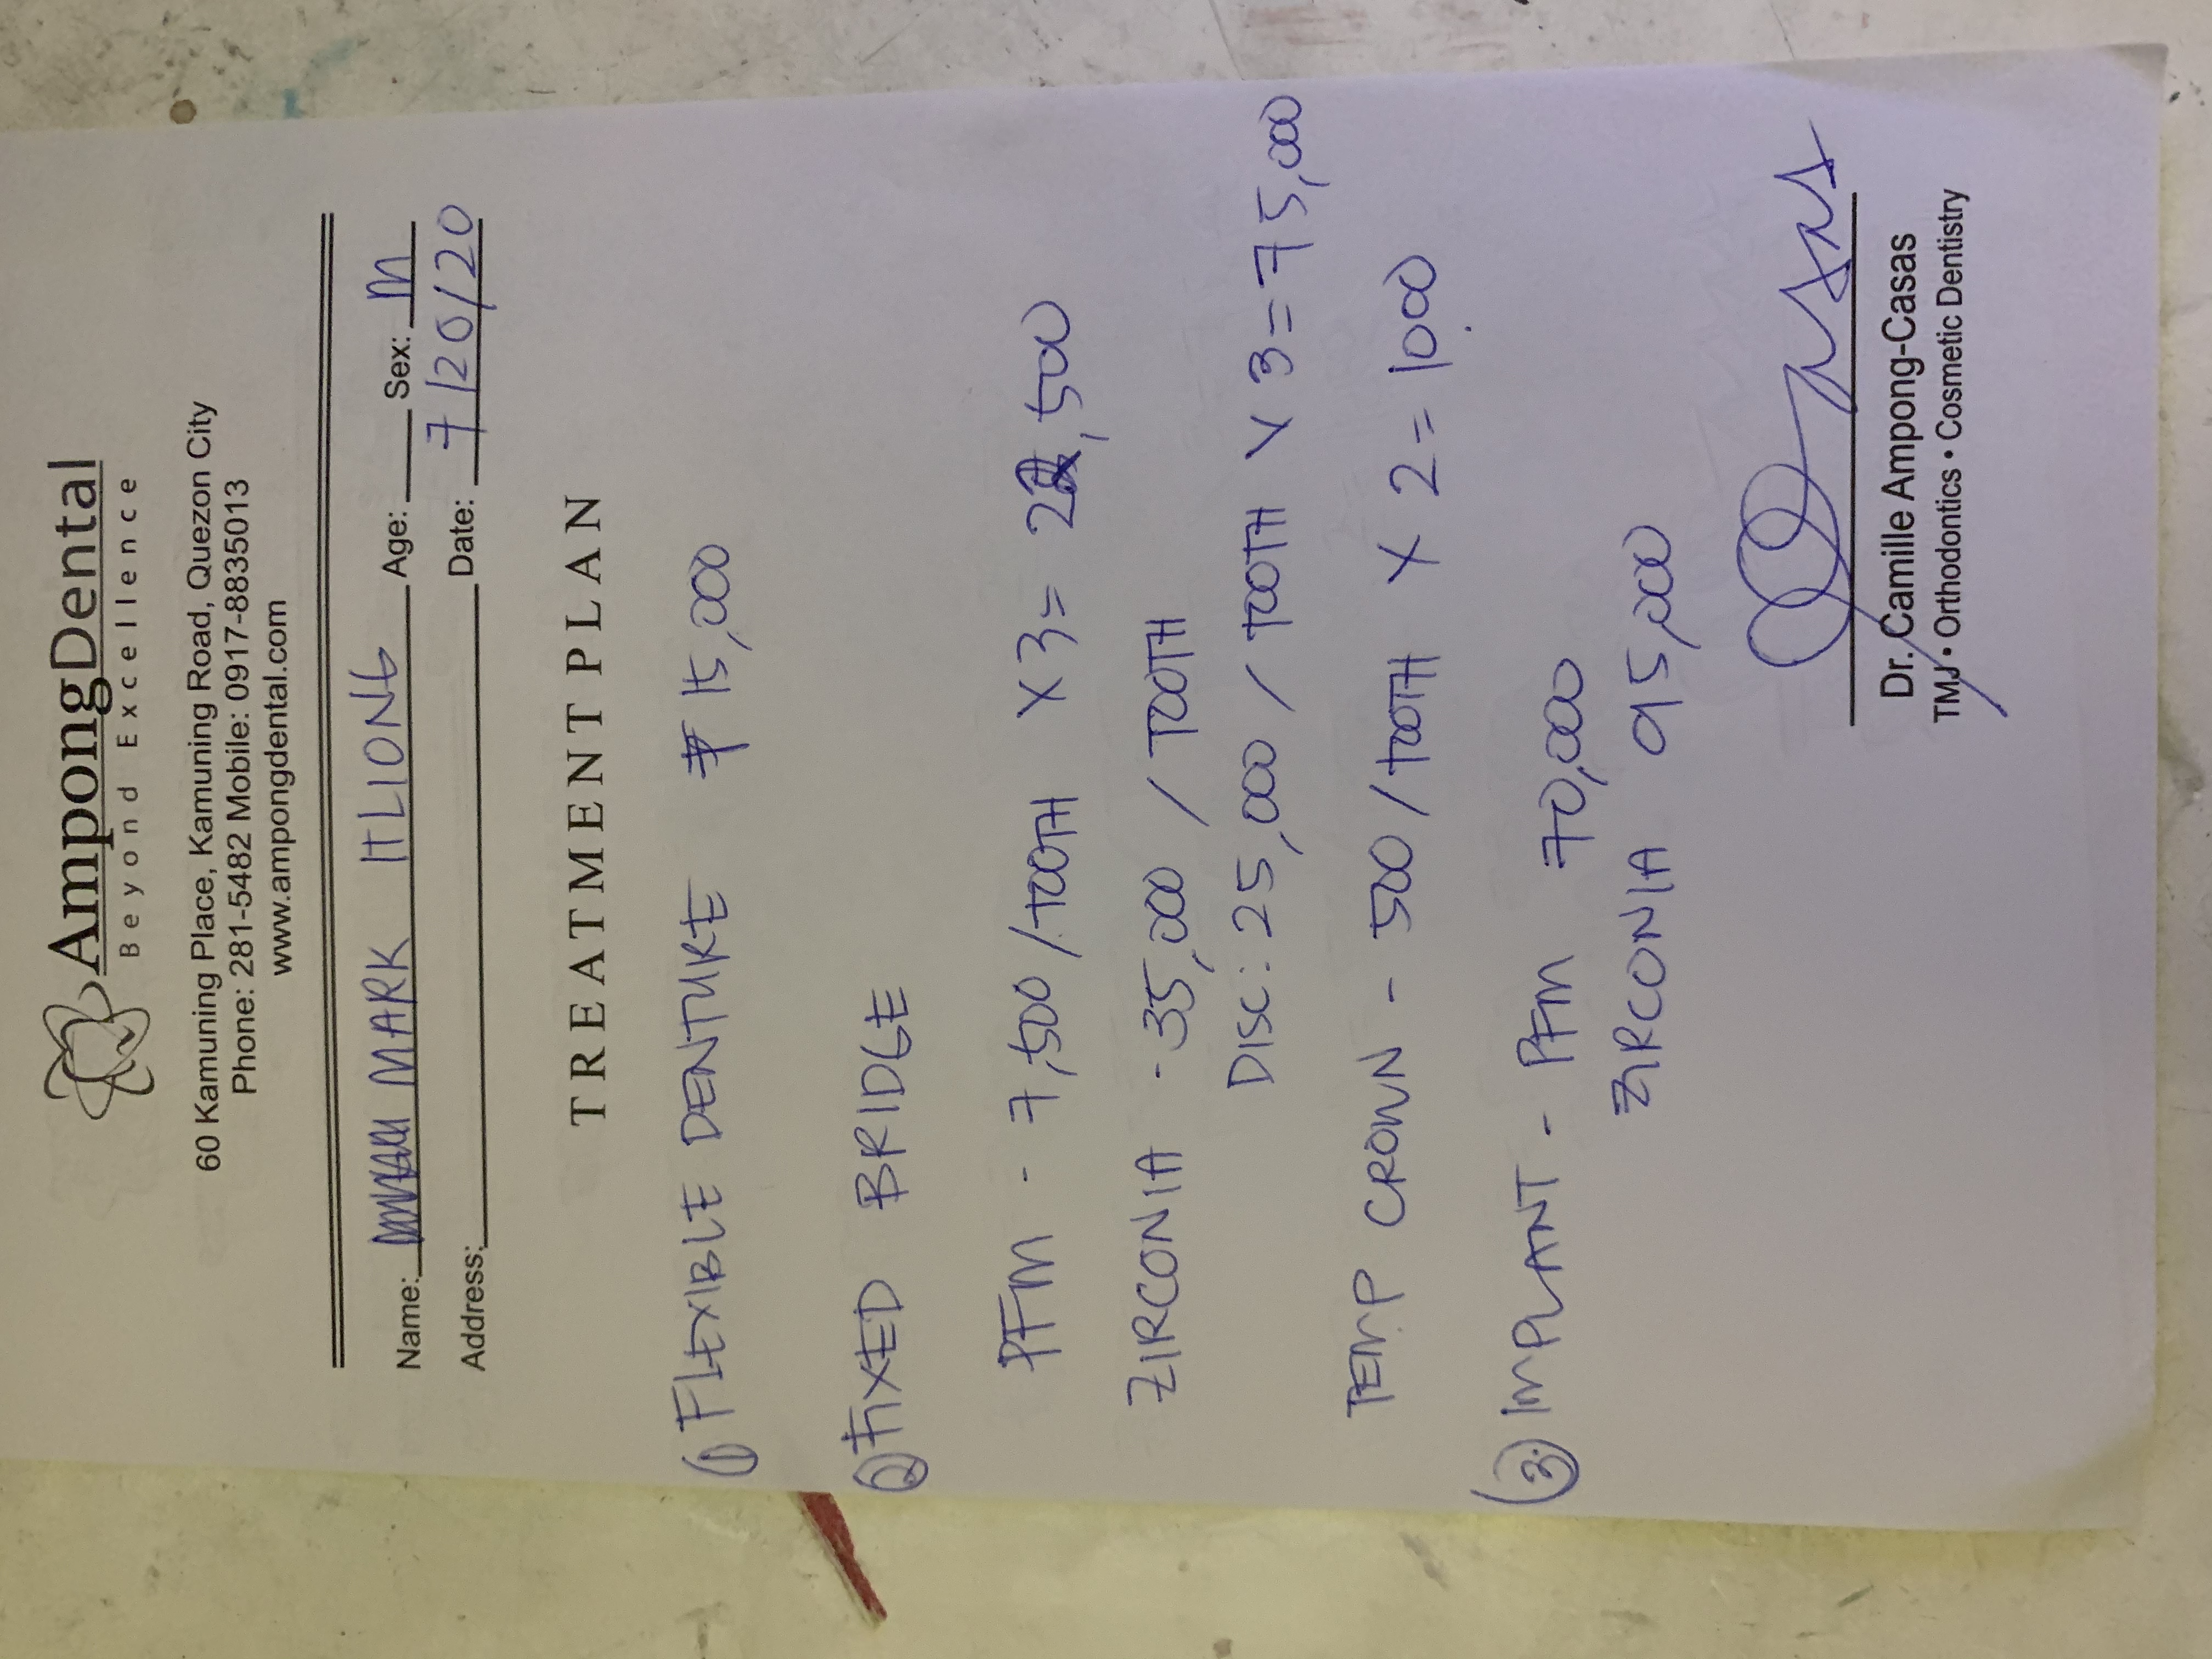 AmpongDental
Beyond Excellence
60 Kamuning Place, Kamuning Road, Quezon City
Phone: 281-5482 Mobile: 0917-8835013
www.ampongdental.com
Name: MARK ITLIONG Age: Sex: M
Address: Date: 7/20/20
TREATMENT PLAN
① FLEXIBLE DENTURE ₱ 15,000
② FIXED BRIDGE
PFM - 7,500 / TOOTH X 3 = 22,500
ZIRCONIA - 35,000 / TOOTH
DISC: 25,000 / TOOTH X 3 = 75,000
TEMP CROWN - 500 / TOOTH X 2 = 1000
③ IMPLANT - PFM 70,000
ZIRCONIA 95,000
Casas
Dr. Camille Ampong-Casas
TMJ • Orthodontics • Cosmetic Dentistry